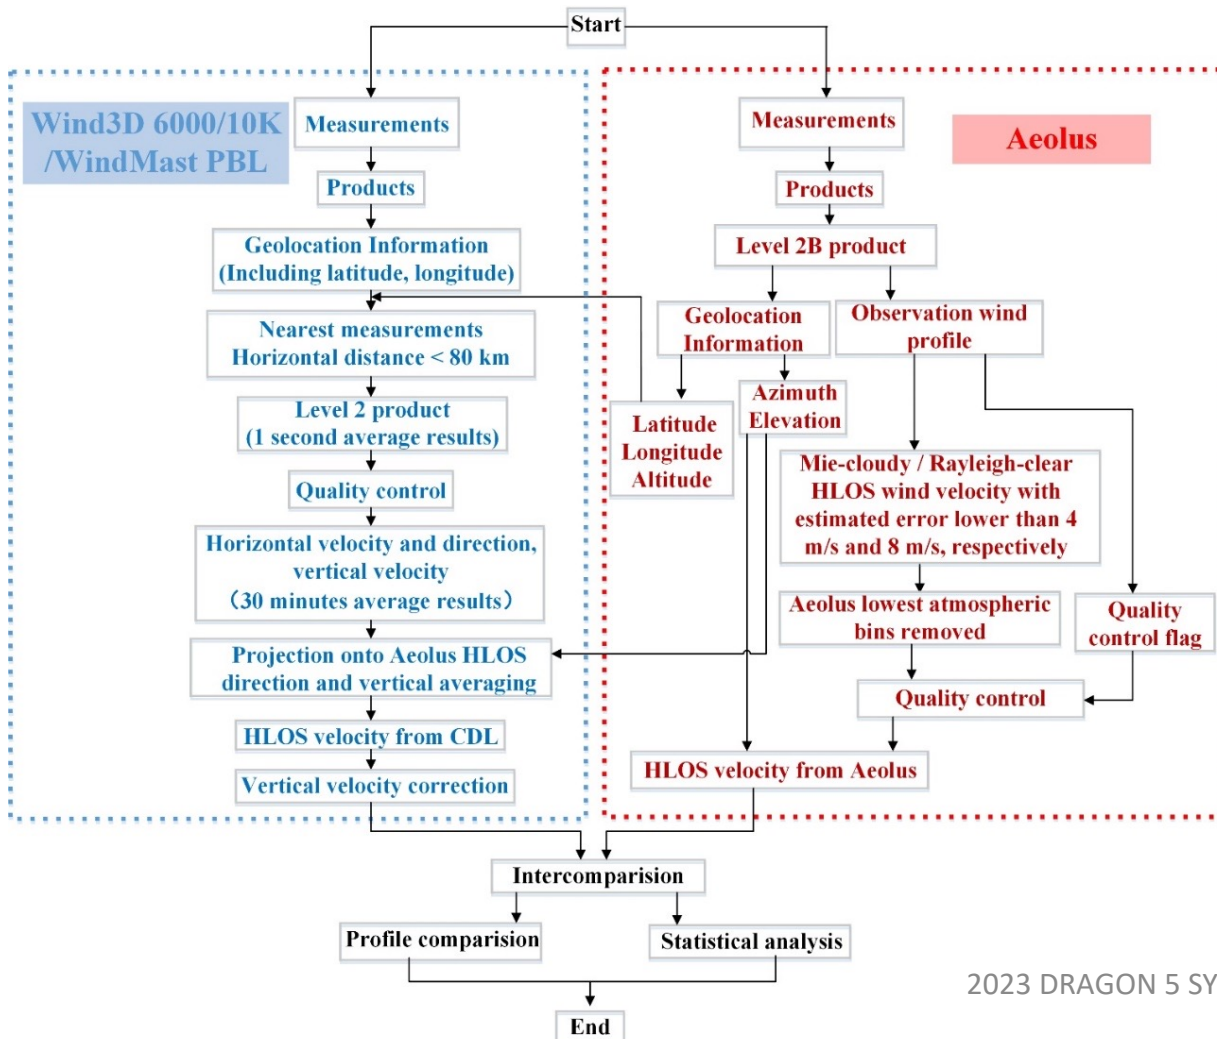 Start
Wind3D 6000/10K
/WindMast PBL
Measurements
Products
Geolocation Information
(Including latitude, longitude)
Nearest measurements
Horizontal distance < 80 km
Level 2 product
(1 second average results)
Quality control
Horizontal velocity and direction,
vertical velocity
（30 minutes average results）
Projection onto Aeolus HLOS
direction and vertical averaging
HLOS velocity from CDL
Vertical velocity correction
Aeolus
Measurements
Products
Level 2B product
Geolocation
Information
Observation wind
profile
Latitude
Longitude
Altitude
Azimuth
Elevation
Mie-cloudy / Rayleigh-clear
HLOS wind velocity with
estimated error lower than 4
m/s and 8 m/s, respectively
Aeolus lowest atmospheric
bins removed
Quality
control flag
Quality control
HLOS velocity from Aeolus
Intercomparision
Profile comparision
Statistical analysis
End
2023 DRAGON 5 SY